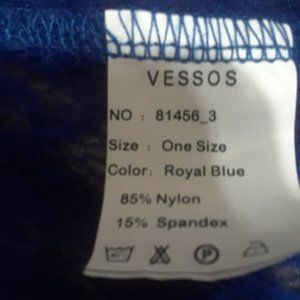 VESSOS
NO : 81456_3
Size : One Size
Color: Royal Blue
85% Nylon
15% Spandex
P